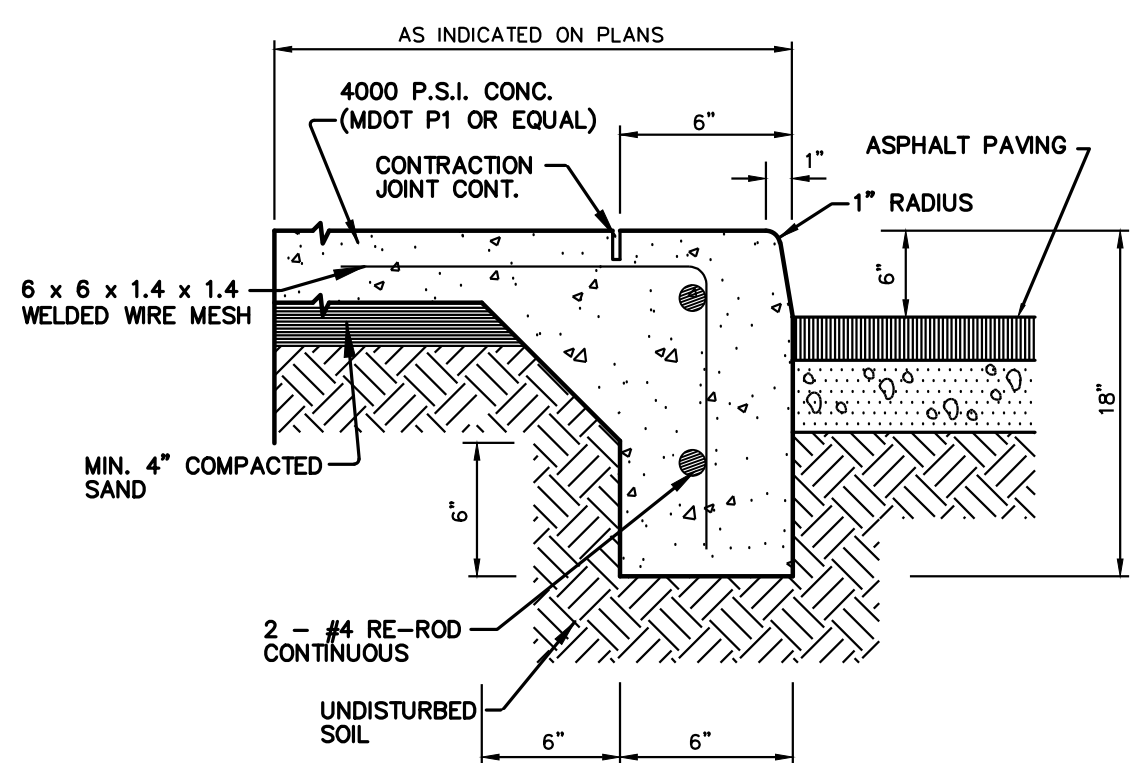 AS INDICATED ON PLANS
4000 P.S.I. CONC.
(MDOT P1 OR EQUAL)
6"
CONTRACTION
JOINT CONT.
ASPHALT PAVING
1"
1" RADIUS
6"
6 x 6 x 1.4 x 1.4
WELDED WIRE MESH
18"
MIN. 4" COMPACTED
SAND
6"
2 - #4 RE-ROD
CONTINUOUS
UNDISTURBED
SOIL
6"
6"